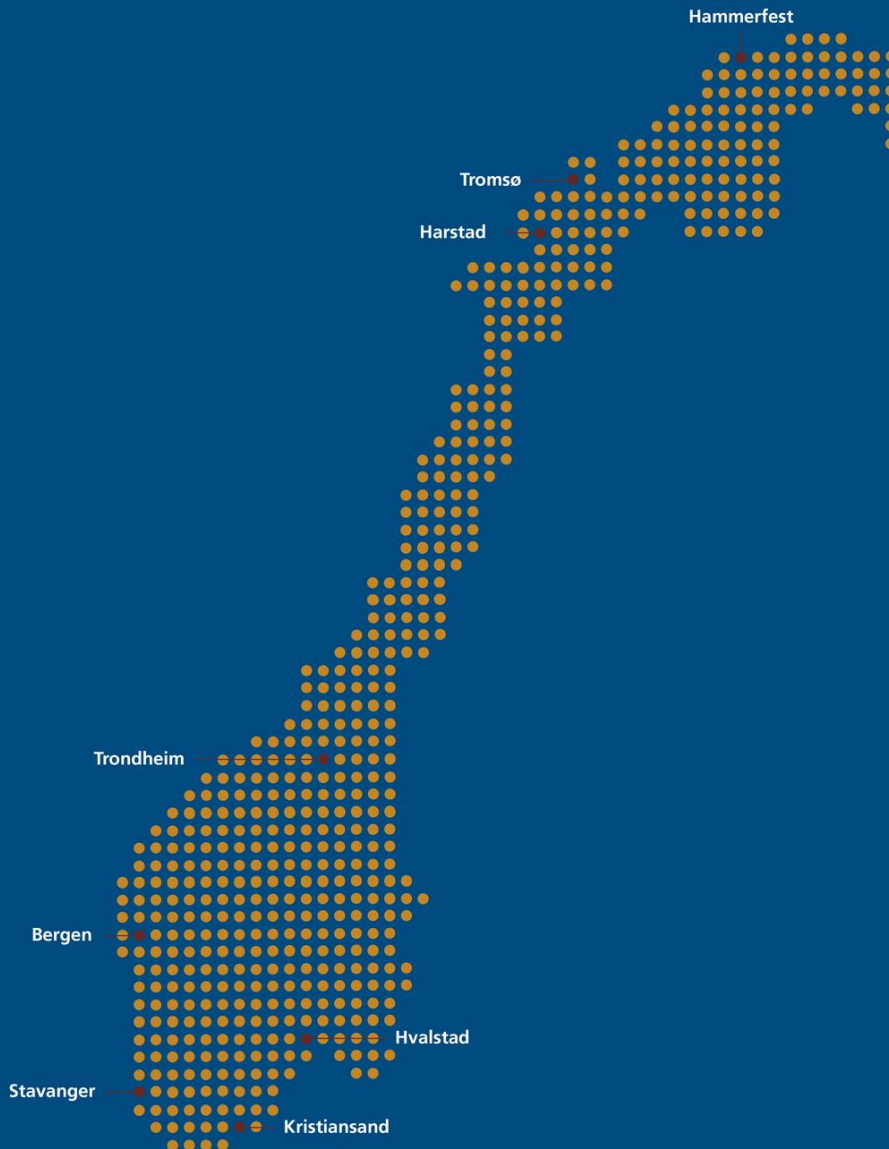 Hammerfest
Tromsø
Harstad
Trondheim
Bergen
Hvalstad
Stavanger
Kristiansand